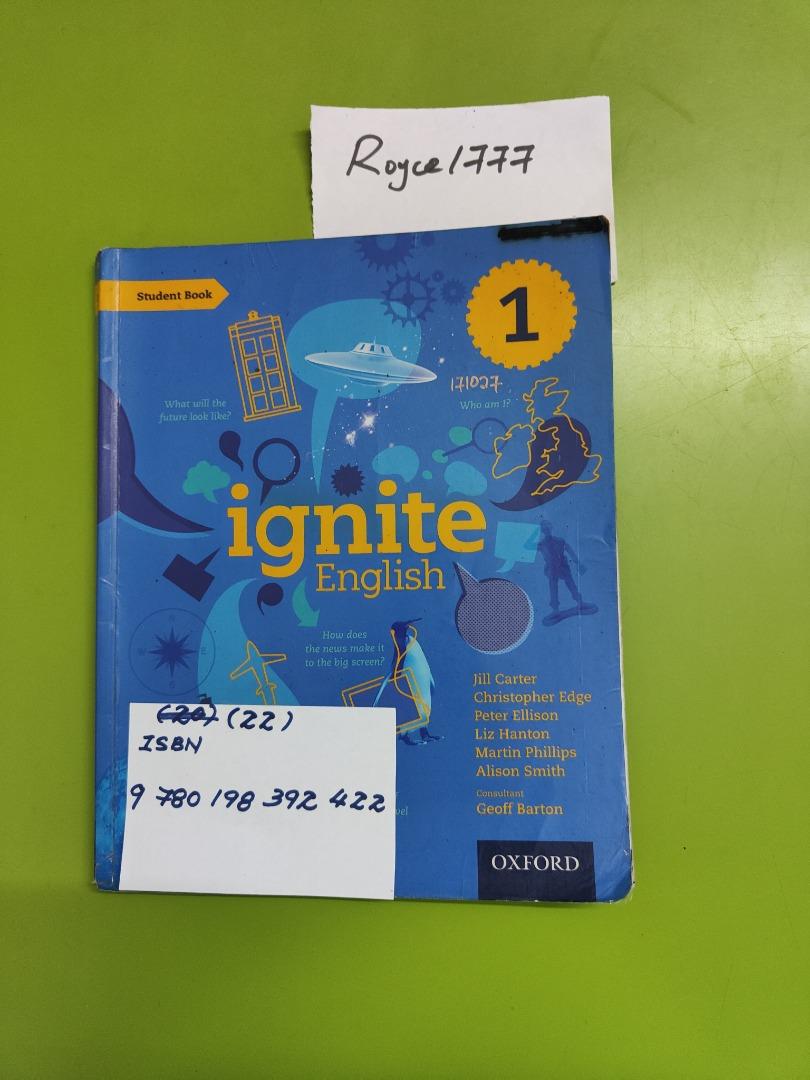 Royce1777
Student Book
1
171027
What will the
future look like?
Who am I?
ignite
English
How does
the news make it
to the big screen?
Jill Carter
Christopher Edge
Peter Ellison
Liz Hanton
Martin Phillips
Alison Smith
Consultant
Geoff Barton
(20) (22)
ISBN
9 780 198 392 422
OXFORD